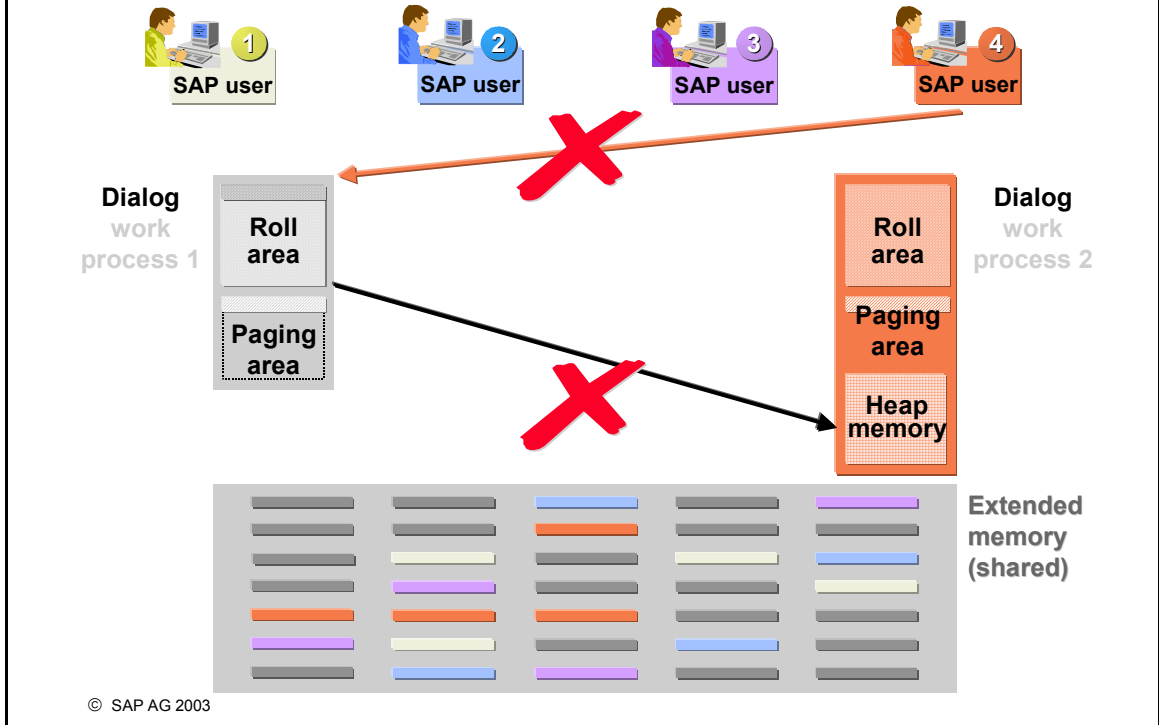 1
SAP user
2
SAP user
3
SAP user
4
SAP user
Dialog
work
process 1
Roll
area
Paging
area
Roll
area
Paging
area
Heap
memory
Dialog
work
process 2
Extended
memory
(shared)
© SAP AG 2003